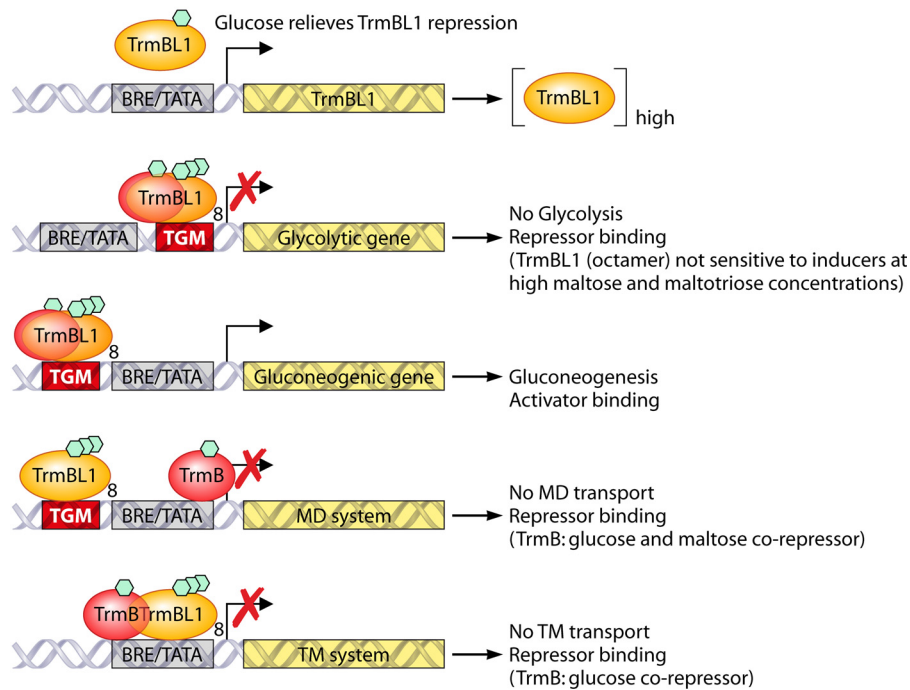 Glucose relieves TrmBL1 repression
TrmBL1
BRE/TATA
TrmBL1
TrmBL1
high
TrmBL1
8
BRE/TATA
TGM
Glycolytic gene
No Glycolysis
Repressor binding
(TrmBL1 (octamer) not sensitive to inducers at
high maltose and maltotriose concentrations)
TrmBL1
8
TGM
BRE/TATA
Gluconeogenic gene
Gluconeogenesis
Activator binding
TrmBL1
8
TrmB
TGM
BRE/TATA
MD system
No MD transport
Repressor binding
(TrmB: glucose and maltose co-repressor)
TrmB
TrmBL1
8
BRE/TATA
TM system
No TM transport
Repressor binding
(TrmB: glucose co-repressor)